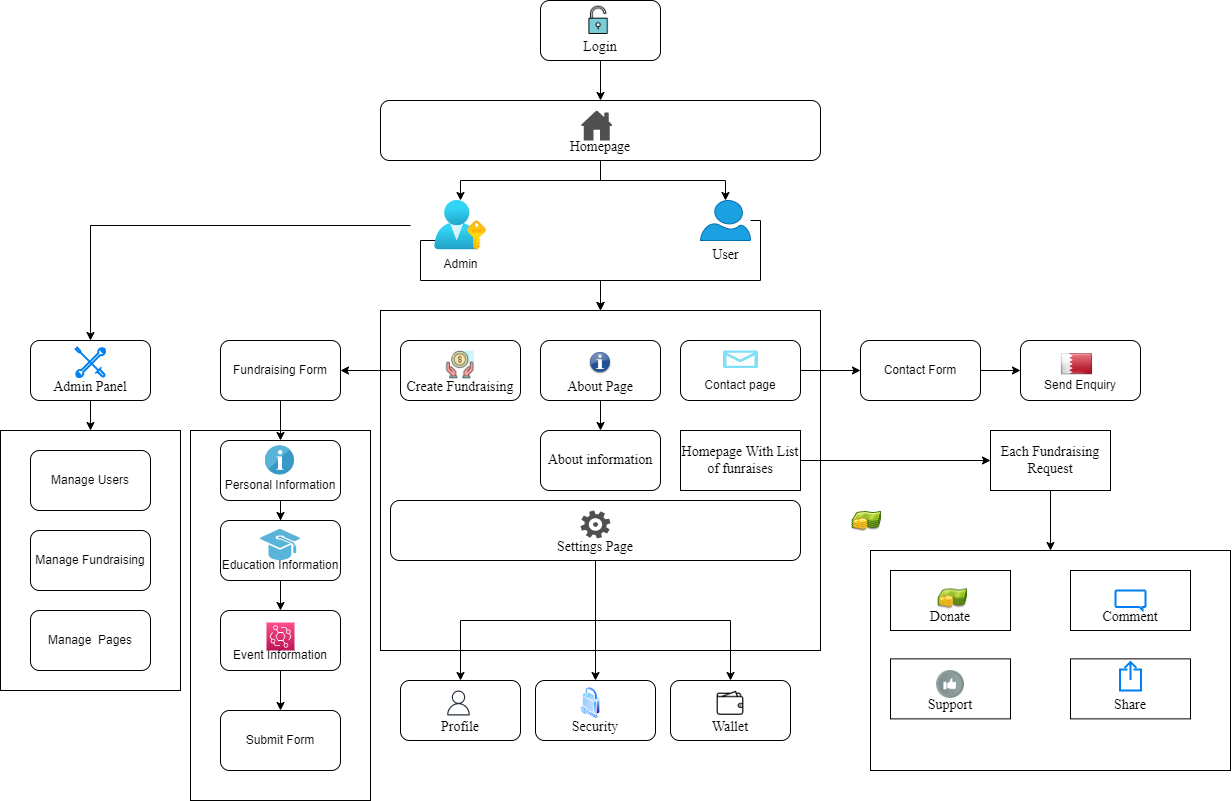 Login
Homepage
Admin
User
Admin Panel
Fundraising Form
Create Fundraising
About Page
Contact page
Contact Form
Send Enquiry
Manage Users
Manage Fundraising
Manage Pages
Personal Information
Education Information
Event Information
Submit Form
About information
Homepage With List
of funraises
Each Fundraising
Request
Settings Page
Profile
Security
Wallet
Donate
Comment
Support
Share